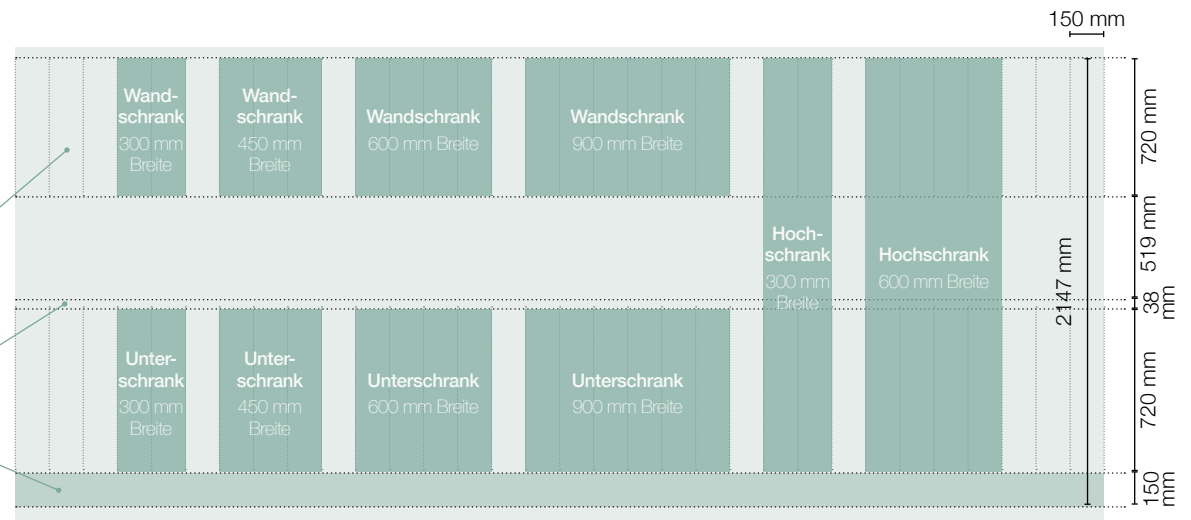 150 mm
Wand-
schrank
300 mm
Breite
Wand-
schrank
450 mm
Breite
Wandschrank
600 mm Breite
Wandschrank
900 mm Breite
720 mm
Hoch-
schrank
300 mm
Breite
Hochschrank
600 mm Breite
2147 mm
519 mm
38
mm
Unter-
schrank
300 mm
Breite
Unter-
schrank
450 mm
Breite
Unterschrank
600 mm Breite
Unterschrank
900 mm Breite
720 mm
150
mm